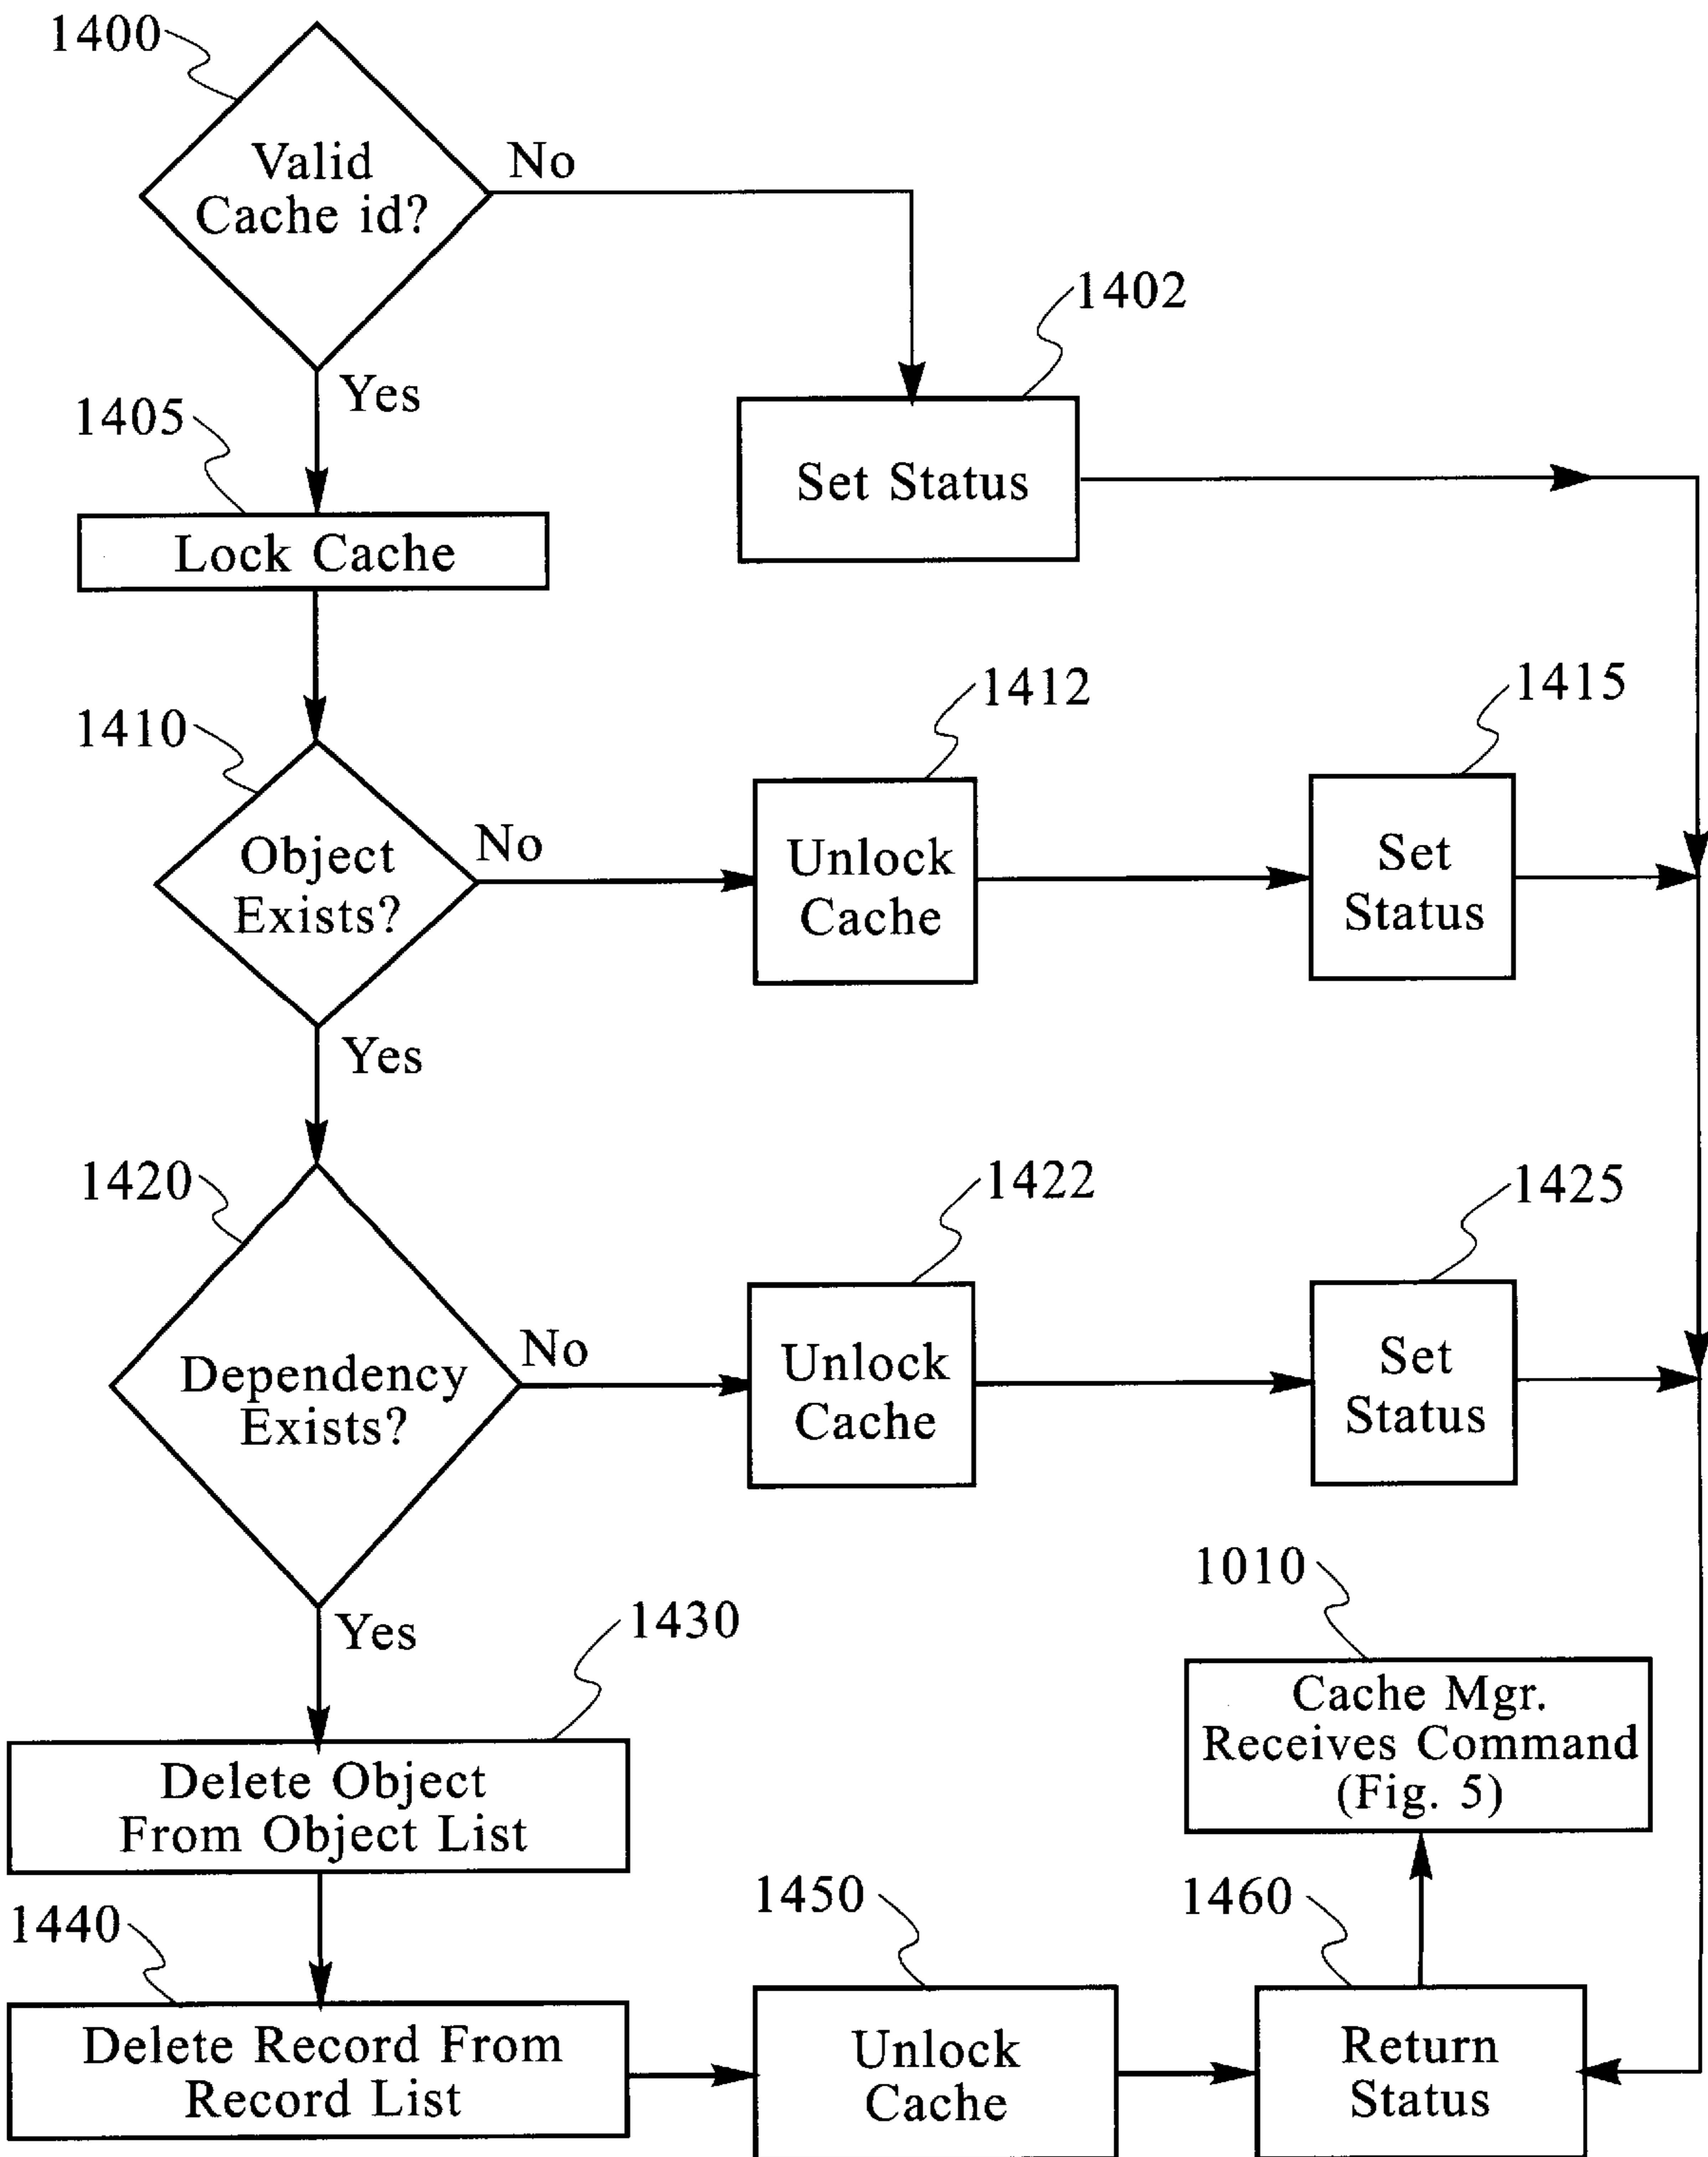 1400
Valid
Cache id?
No
1402
Yes
Set Status
1405
Lock Cache
1410
Object
Exists?
No
1412
Unlock
Cache
1415
Set
Status
Yes
1420
Dependency
Exists?
No
1422
Unlock
Cache
1425
Set
Status
Yes
1430
Delete Object
From Object List
1010
Cache Mgr.
Receives Command
(Fig. 5)
1440
Delete Record From
Record List
1450
Unlock
Cache
1460
Return
Status